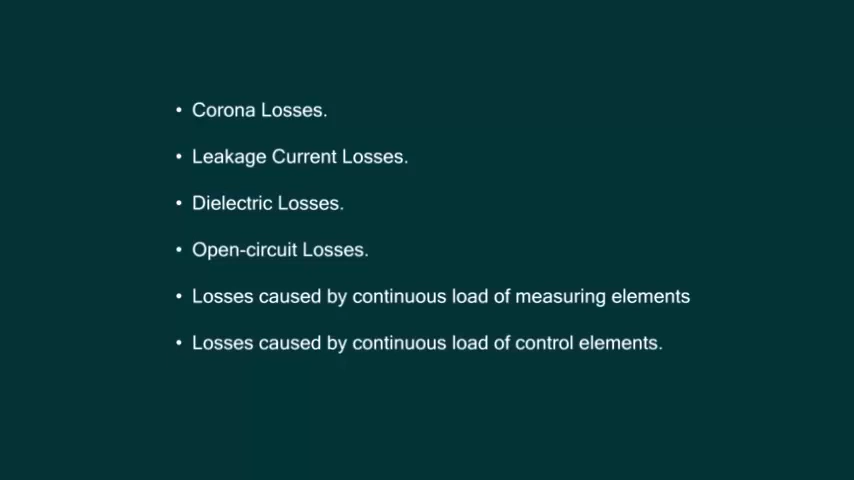 • Corona Losses.
• Leakage Current Losses.
• Dielectric Losses.
• Open-circuit Losses.
• Losses caused by continuous load of measuring elements
• Losses caused by continuous load of control elements.